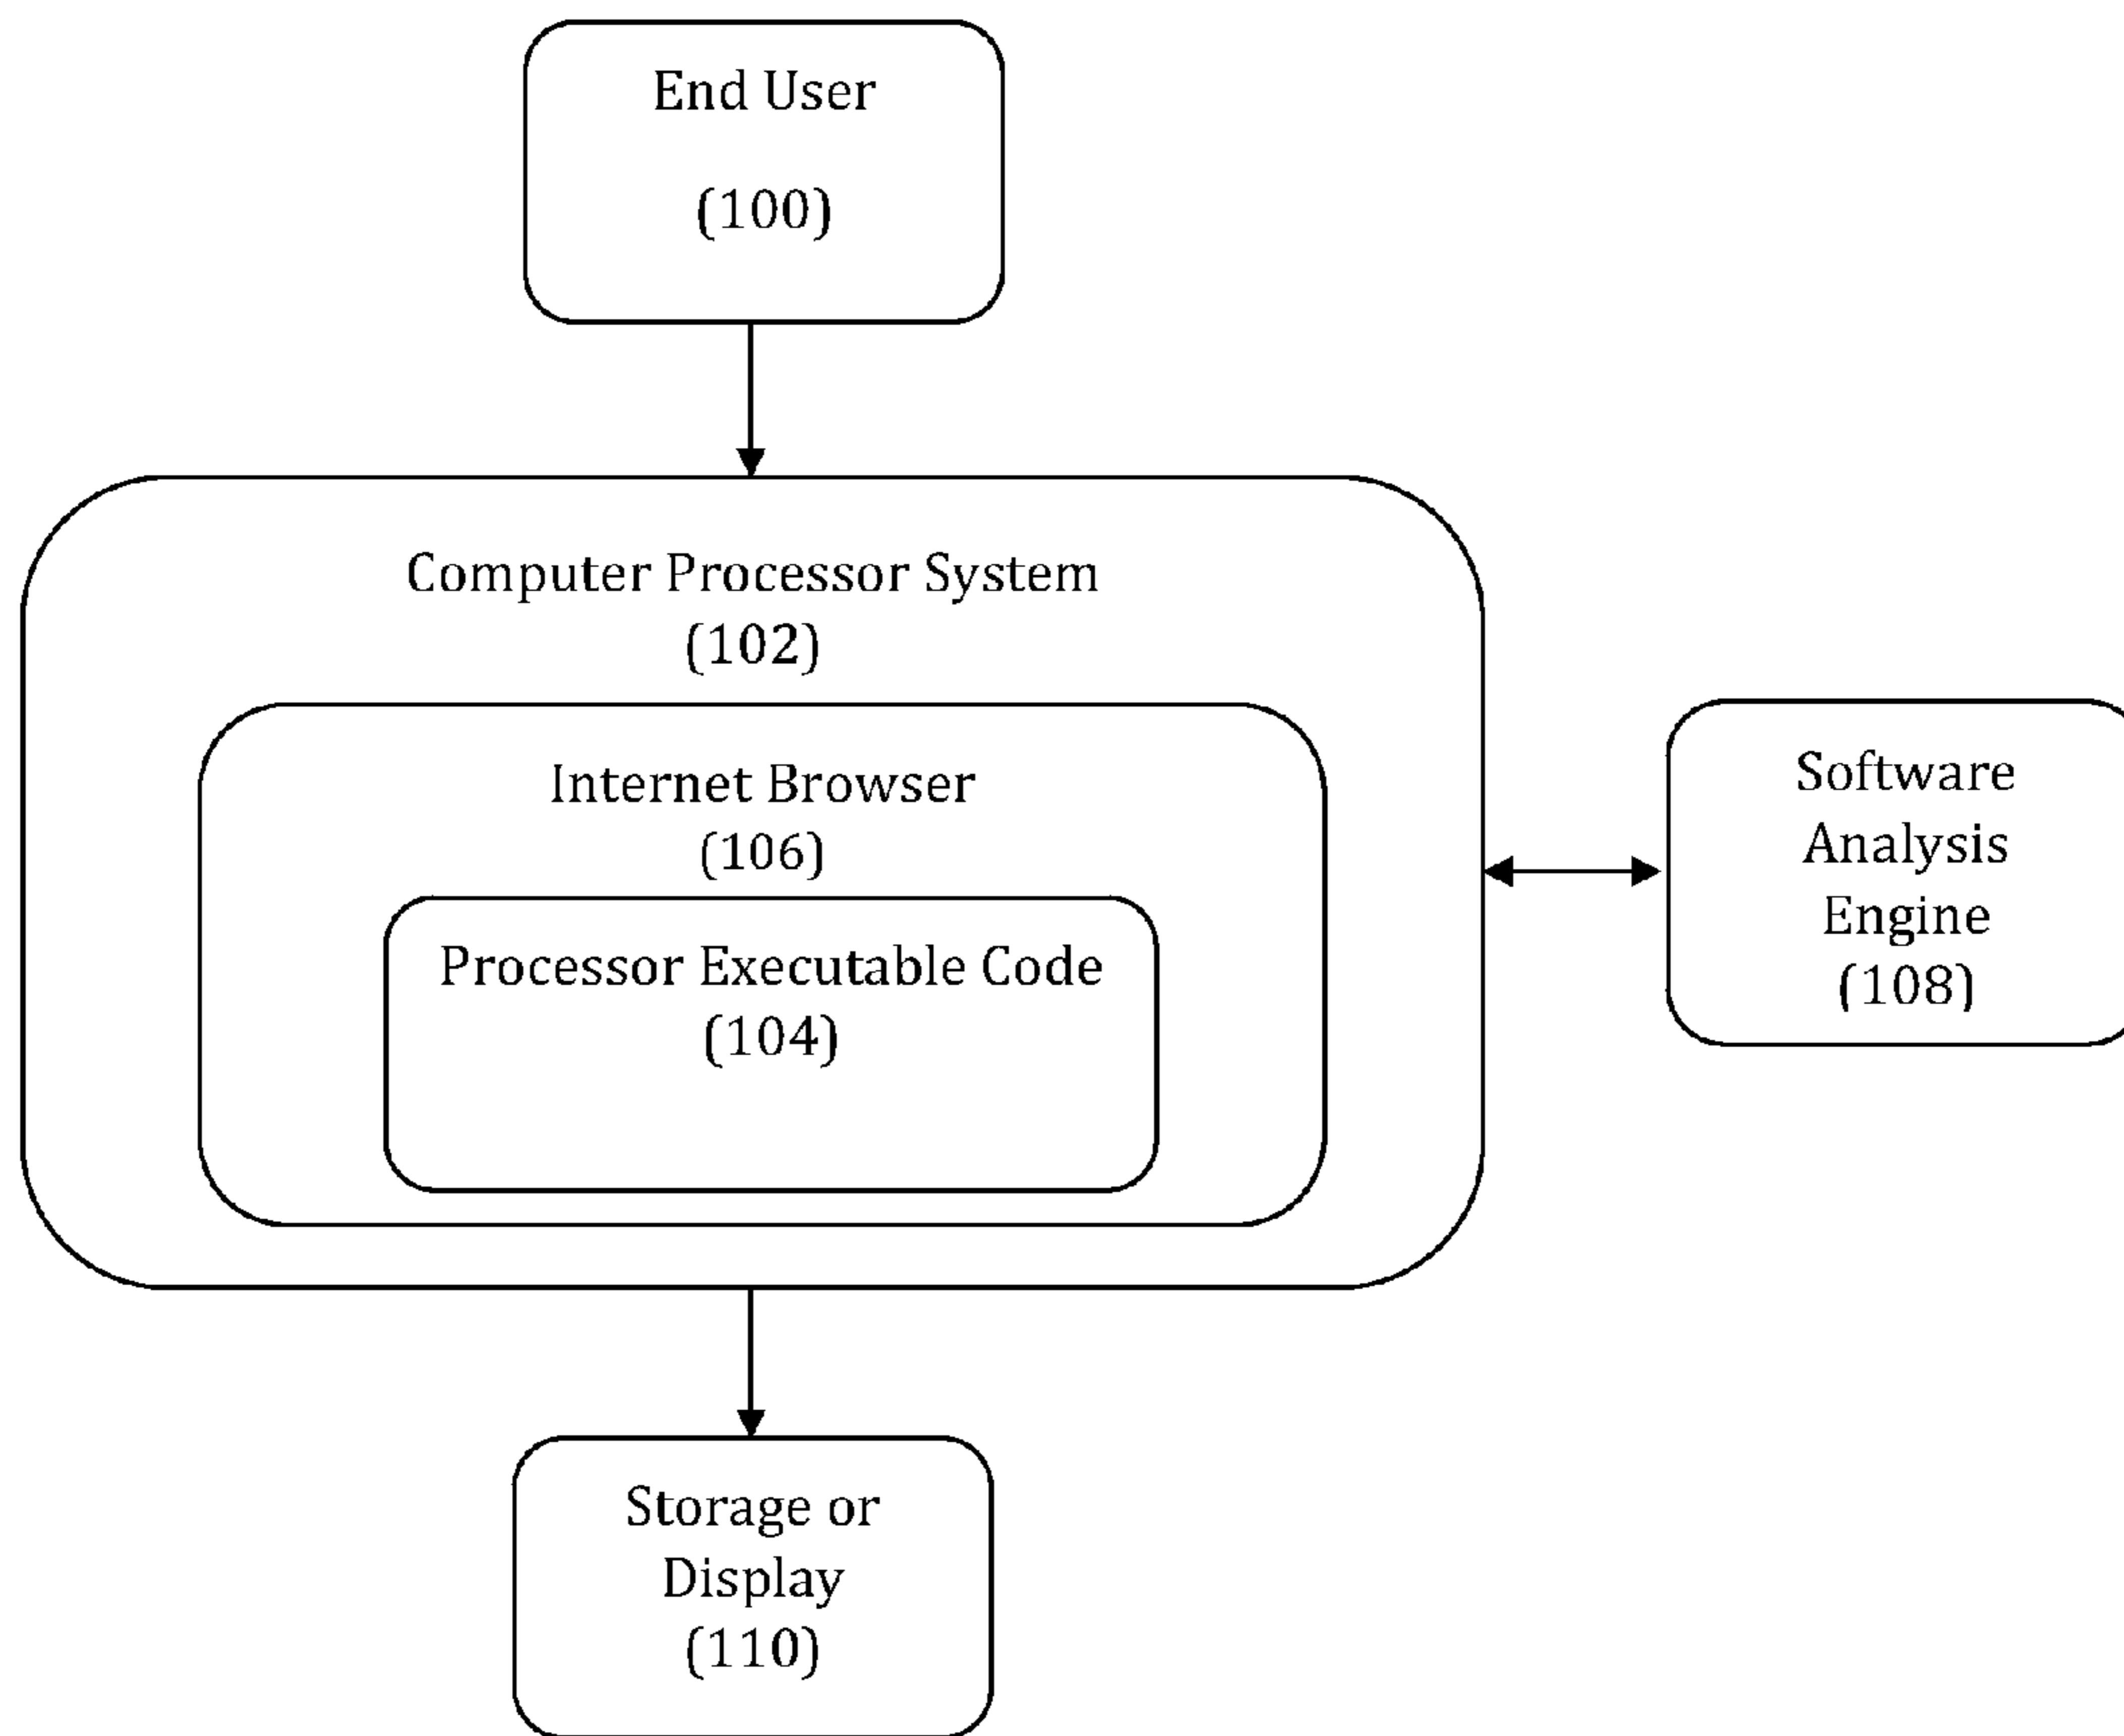 End User
(100)
Computer Processor System
(102)
Internet Browser
(106)
Processor Executable Code
(104)
Software
Analysis
Engine
(108)
Storage or
Display
(110)